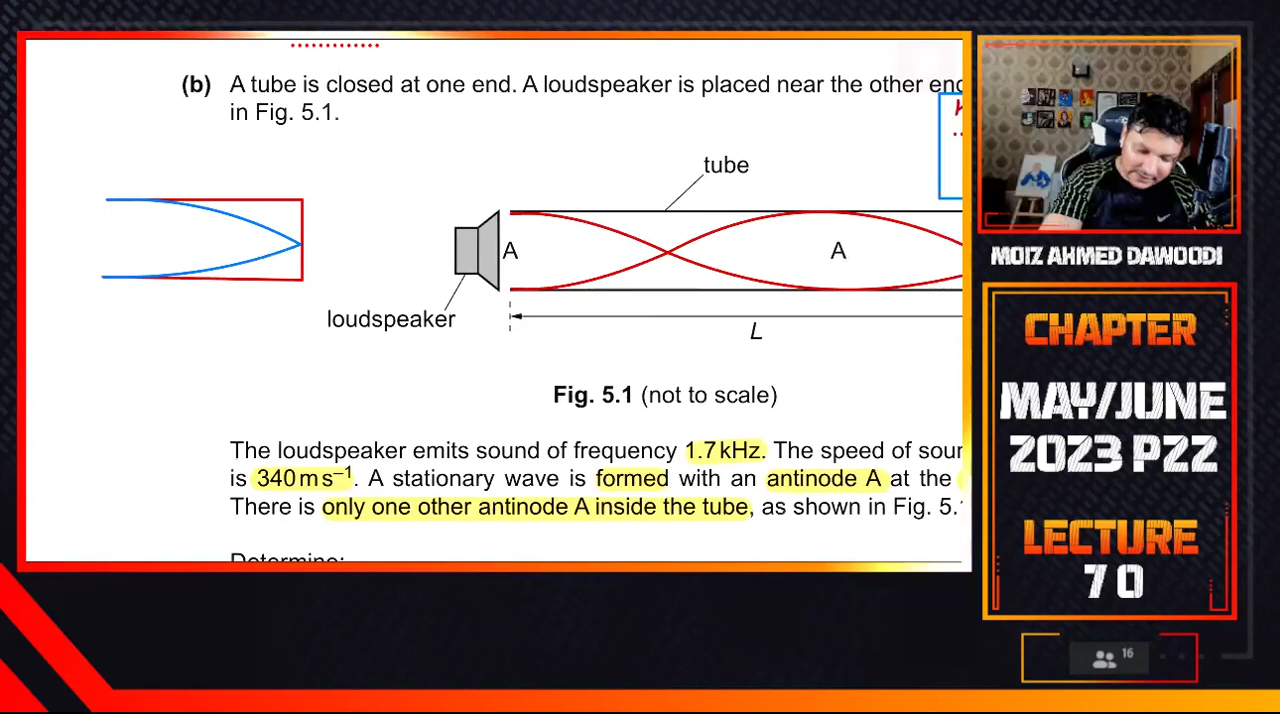 (b) A tube is closed at one end. A loudspeaker is placed near the other end
in Fig. 5.1.
tube
A
A
loudspeaker
L
Fig. 5.1 (not to scale)
The loudspeaker emits sound of frequency 1.7 kHz. The speed of
is 340 m s⁻¹. A stationary wave is formed with an antinode A at the
There is only one other antinode A inside the tube, as shown in Fig. 5.1
Determine:
MOIZ AHMED DAWOODI
CHAPTER
MAY/JUNE
2023 P22
LECTURE
70
16